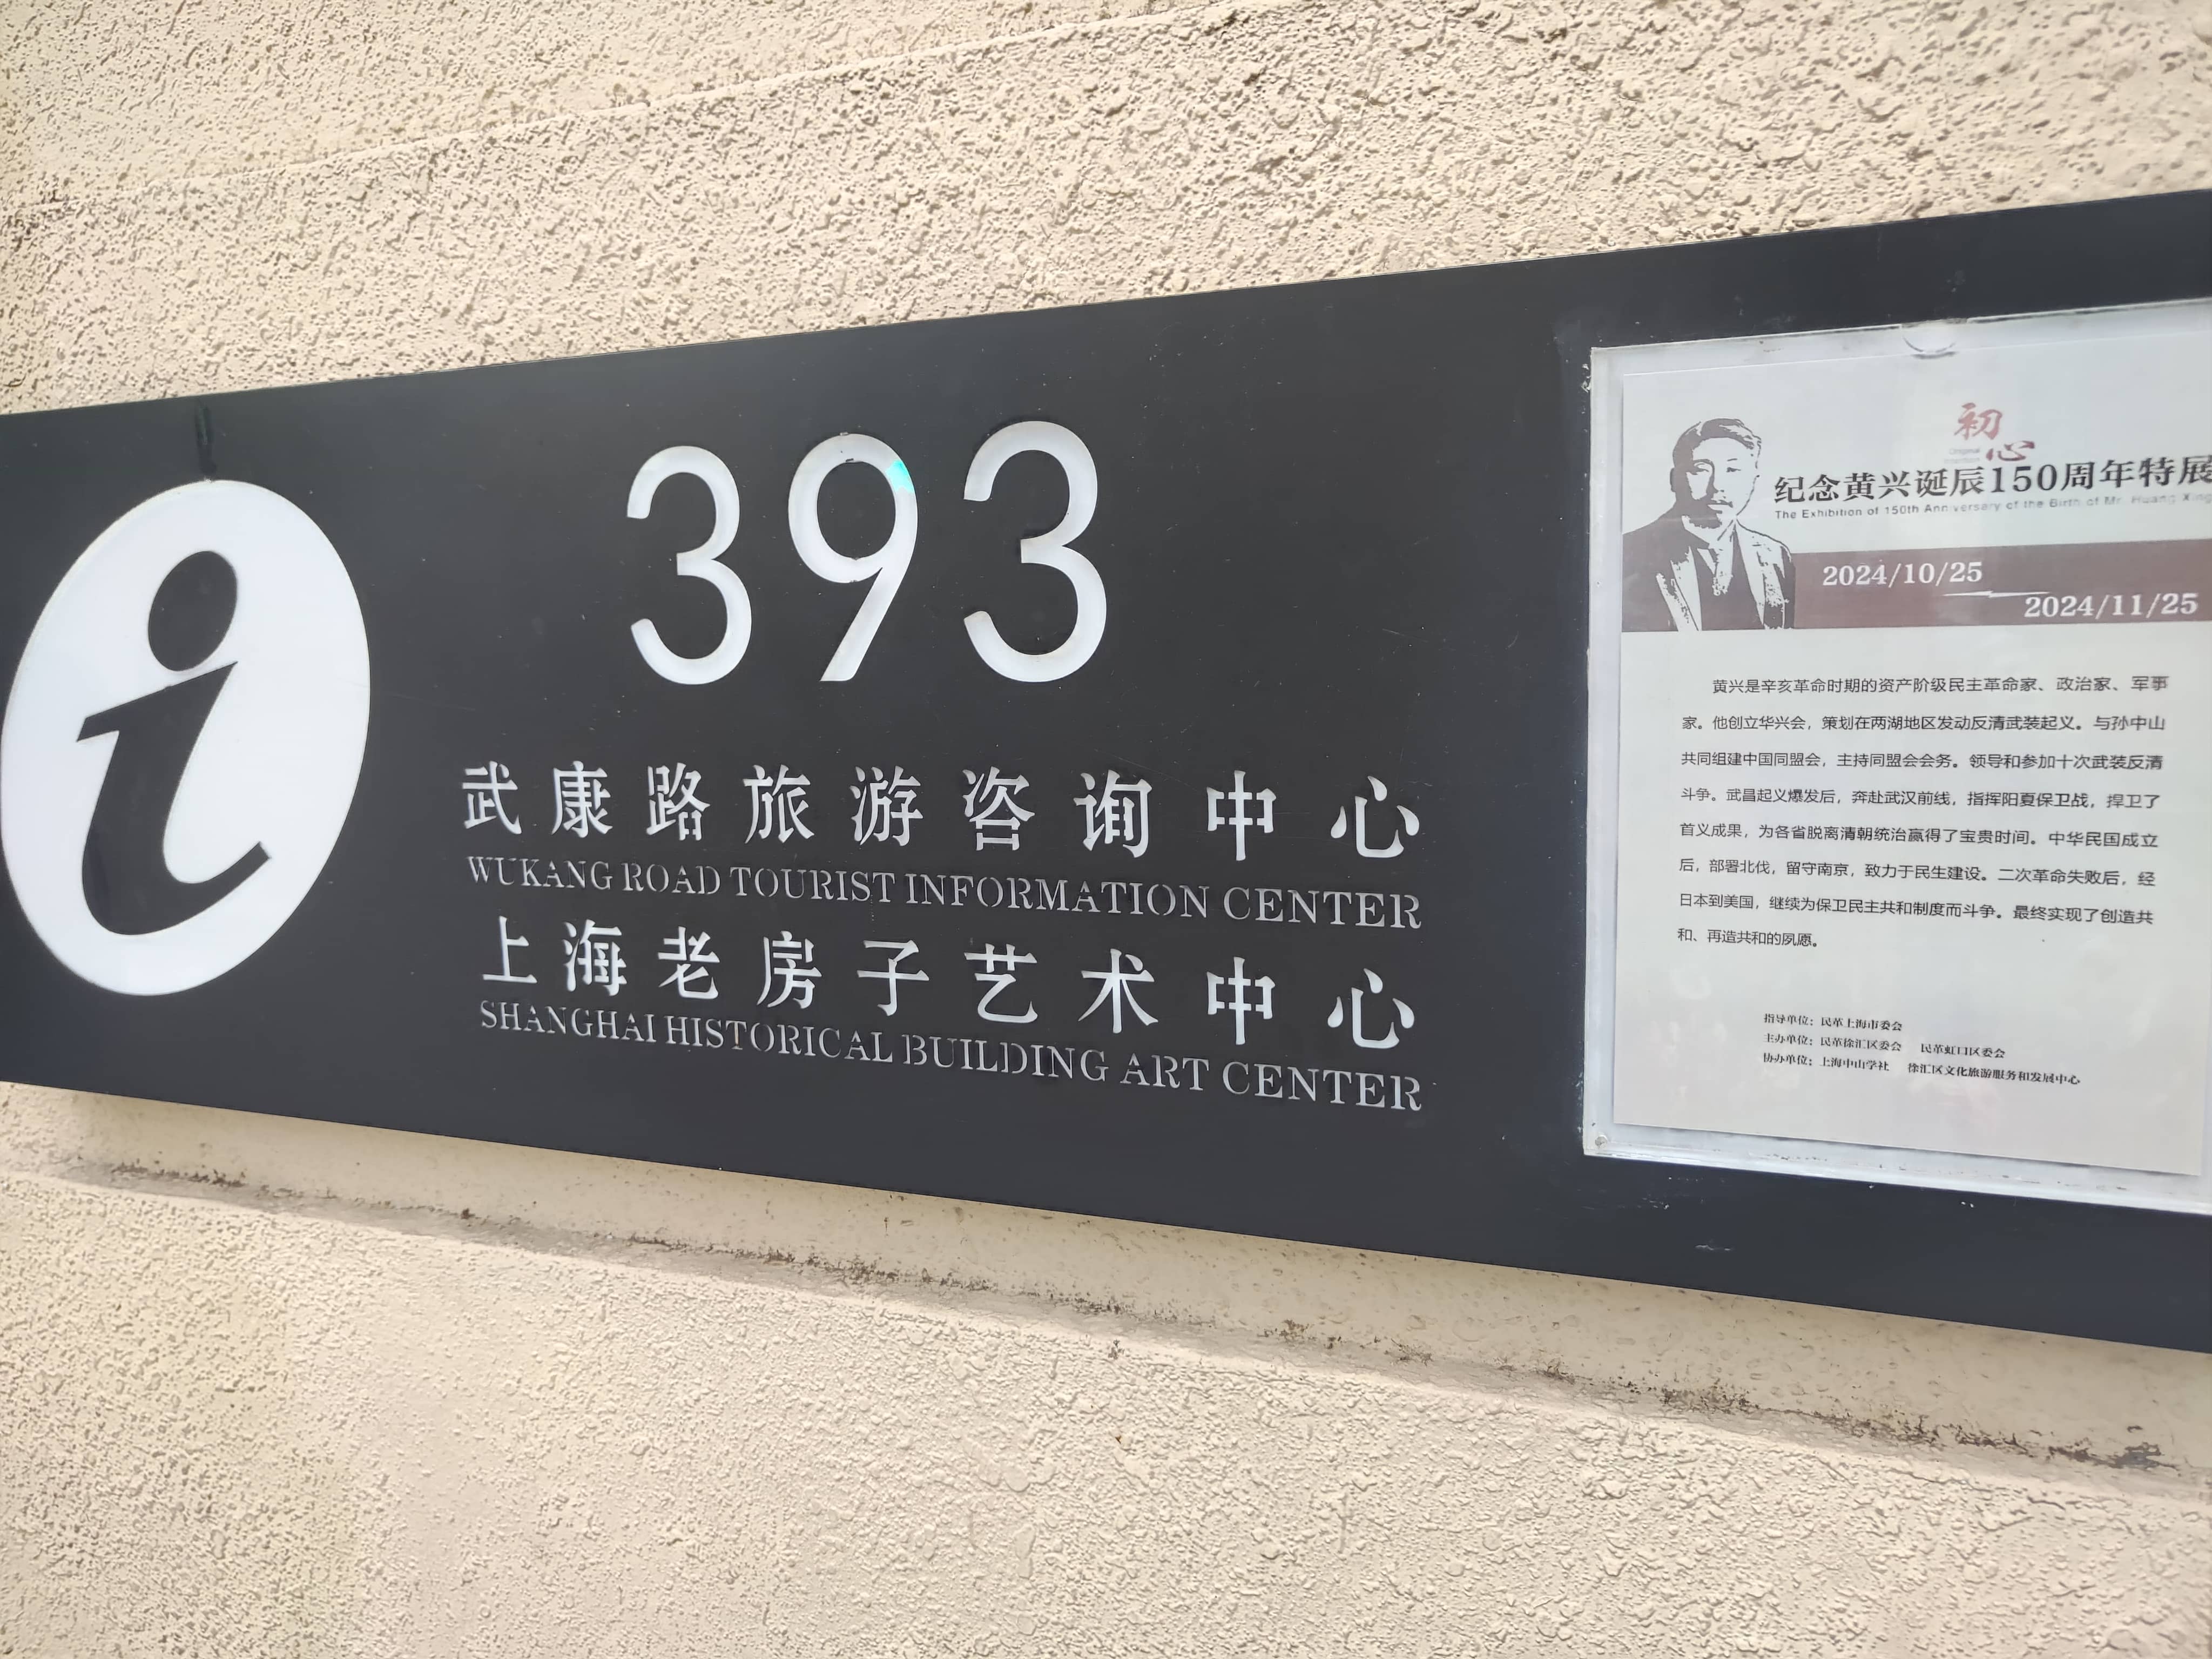 i
393
武康路旅游咨询中心
WUKANG ROAD TOURIST INFORMATION CENTER
上海老房子艺术中心
SHANGHAI HISTORICAL BUILDING ART CENTER
初心
纪念黄兴诞辰150周年特展
The Exhibition of 150th Anniversary of the Birth of Mr. Huang Xing
2024/10/25
2024/11/25
黄兴是辛亥革命时期的资产阶级民主革命家、政治家、军事
家。他创立华兴会，策划在两湖地区发动反清武装起义。与孙中山
共同组建中国同盟会，主持同盟会会务。领导和参加十次武装反清
斗争。武昌起义爆发后，奔赴武汉前线，指挥阳夏保卫战，捍卫了
首义成果，为各省脱离清朝统治赢得了宝贵时间。中华民国成立
后，部署北伐，留守南京，致力于民生建设。二次革命失败后，经
日本到美国，继续为保卫民主共和制度而斗争。最终实现了创造共
和、再造共和的夙愿。
指导单位：民革上海市委会
主办单位：民革徐汇区委会 民革虹口区委会
协办单位：上海中山学社 徐汇区文化旅游服务和发展中心